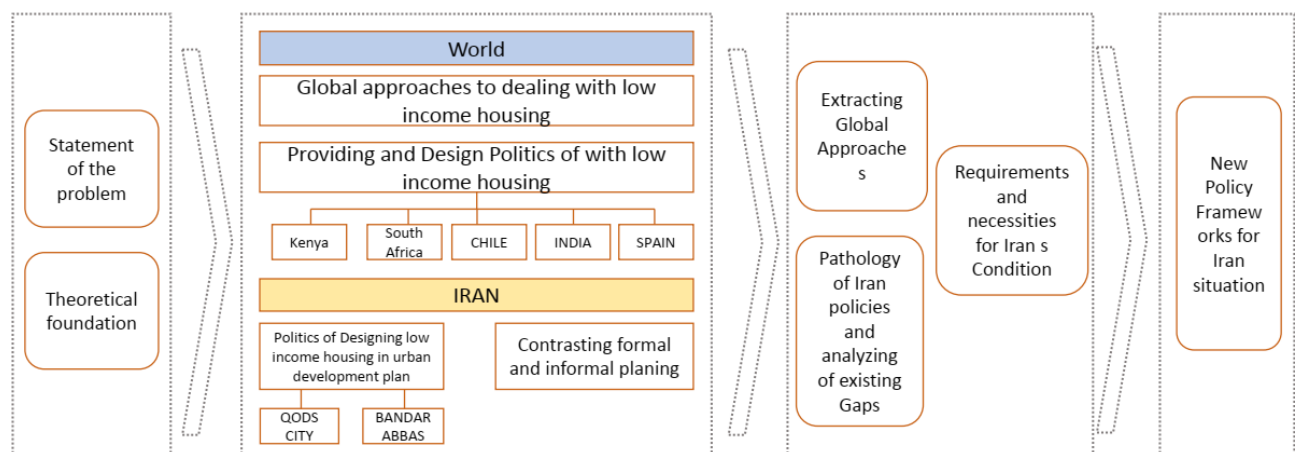 Statement
of the
problem
Theoretical
foundation
World
Global approaches to dealing with low
income housing
Providing and Design Politics of with low
income housing
Kenya
South
Africa
CHILE
INDIA
SPAIN
IRAN
Politics of Designing low
income housing in urban
development plan
Contrasting formal
and informal planing
QODS
CITY
BANDAR
ABBAS
Extracting
Global
Approache
s
Pathology
of Iran
policies
and
analyzing
of existing
Gaps
Requirements
and
necessities
for Iran s
Condition
New
Policy
Framew
orks for
Iran
situation